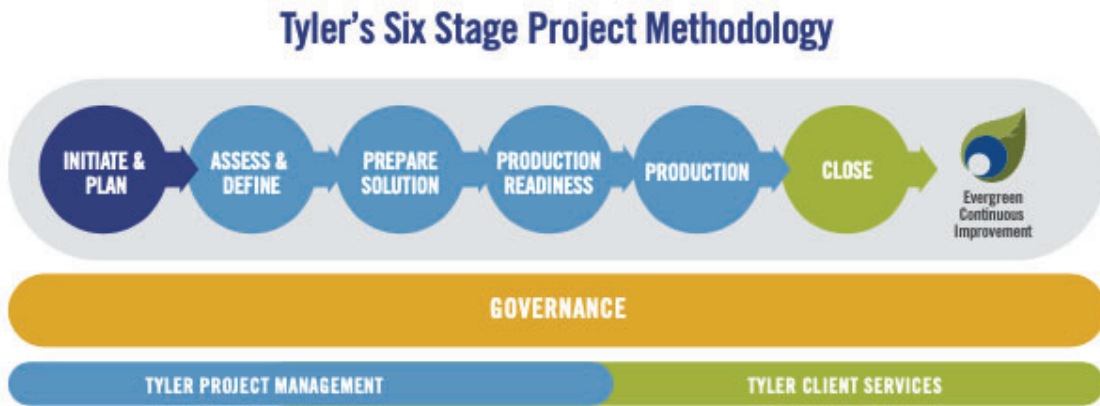 Tyler's Six Stage Project Methodology
INITIATE &
PLAN
ASSESS &
DEFINE
PREPARE
SOLUTION
PRODUCTION
READINESS
PRODUCTION
CLOSE
Evergreen
Continuous
Improvement
GOVERNANCE
TYLER PROJECT MANAGEMENT
TYLER CLIENT SERVICES